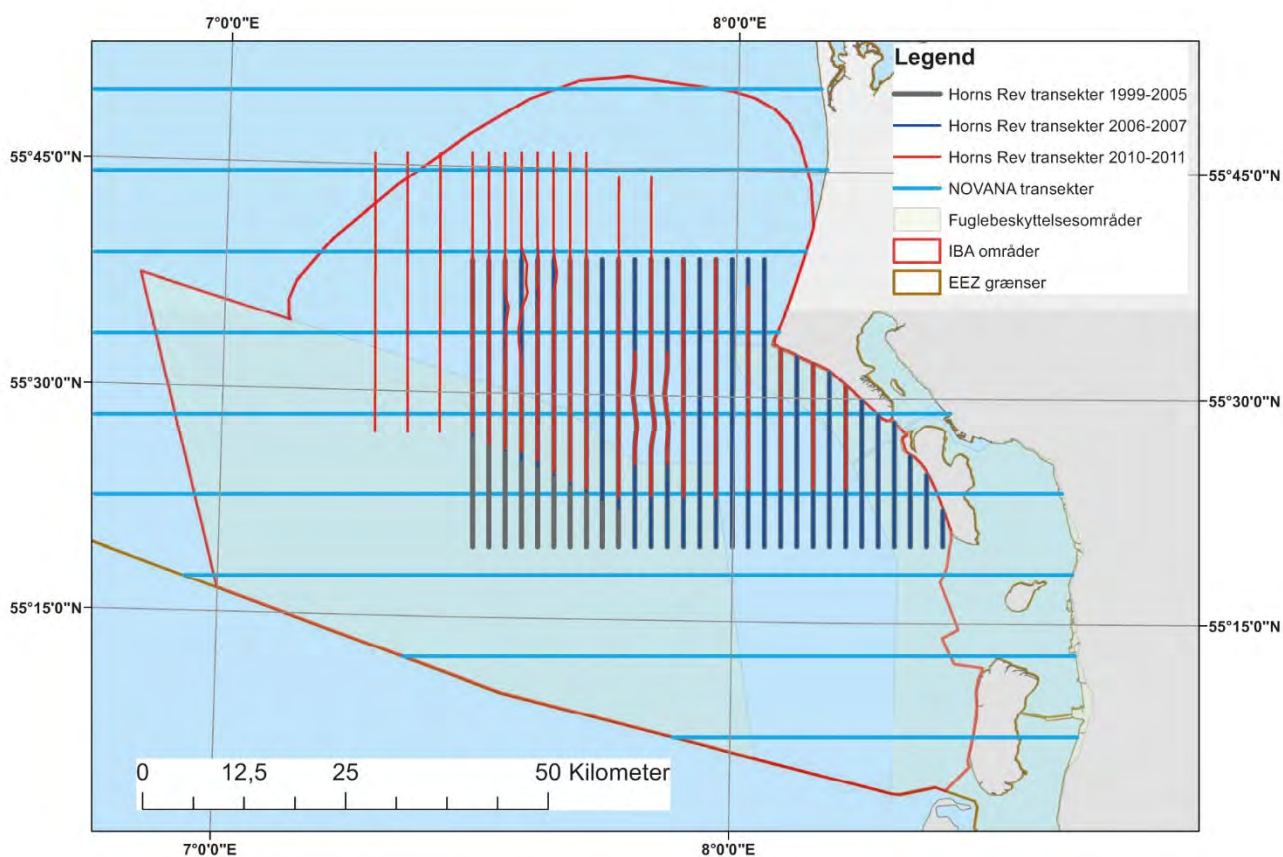 7°0'0"E 8°0'0"E
Legend
Horns Rev transekter 1999-2005
Horns Rev transekter 2006-2007
Horns Rev transekter 2010-2011
NOVANA transekter
Fuglebeskyttelsesområder
IBA områder
EEZ grænser
55°45'0"N 55°45'0"N
55°30'0"N 55°30'0"N
55°15'0"N 55°15'0"N
0 12,5 25 50 Kilometer
7°0'0"E 8°0'0"E